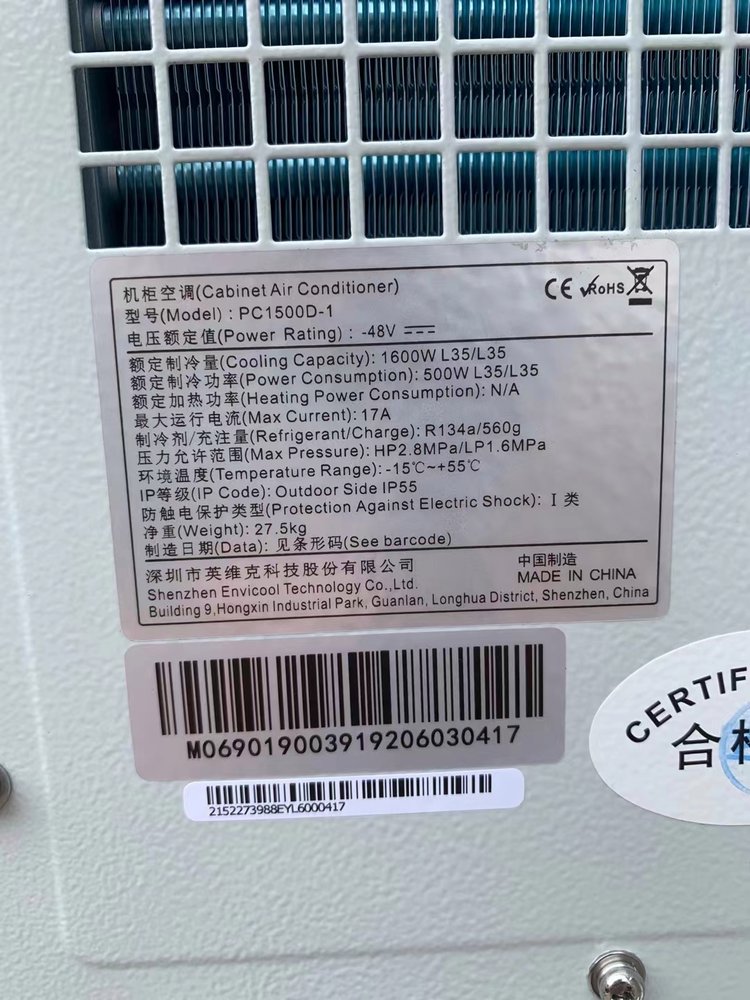 机柜空调(Cabinet Air Conditioner)
CE RoHS
型号(Model) : PC1500D-1
电压额定值(Power Rating) : -48V
额定制冷量(Cooling Capacity): 1600W L35/L35
额定制冷功率(Power Consumption): 500W L35/L35
额定加热功率(Heating Power Consumption): N/A
最大运行电流(Max Current): 17A
制冷剂/充注量(Refrigerant/Charge): R134a/560g
压力允许范围(Max Pressure): HP2.8MPa/LP1.6MPa
环境温度(Temperature Range): -15℃~+55℃
IP等级(IP Code): Outdoor Side IP55
防触电保护类型(Protection Against Electric Shock): I 类
净重(Weight): 27.5kg
制造日期(Data): 见条形码(See barcode)
深圳市英维克科技股份有限公司
中国制造
Shenzhen Envicool Technology Co.,Ltd.
MADE IN CHINA
Building 9,Hongxin Industrial Park, Guanlan, Longhua District, Shenzhen, China
M069019003919206030417
2152273988EYL6000417
CERTIF
合格